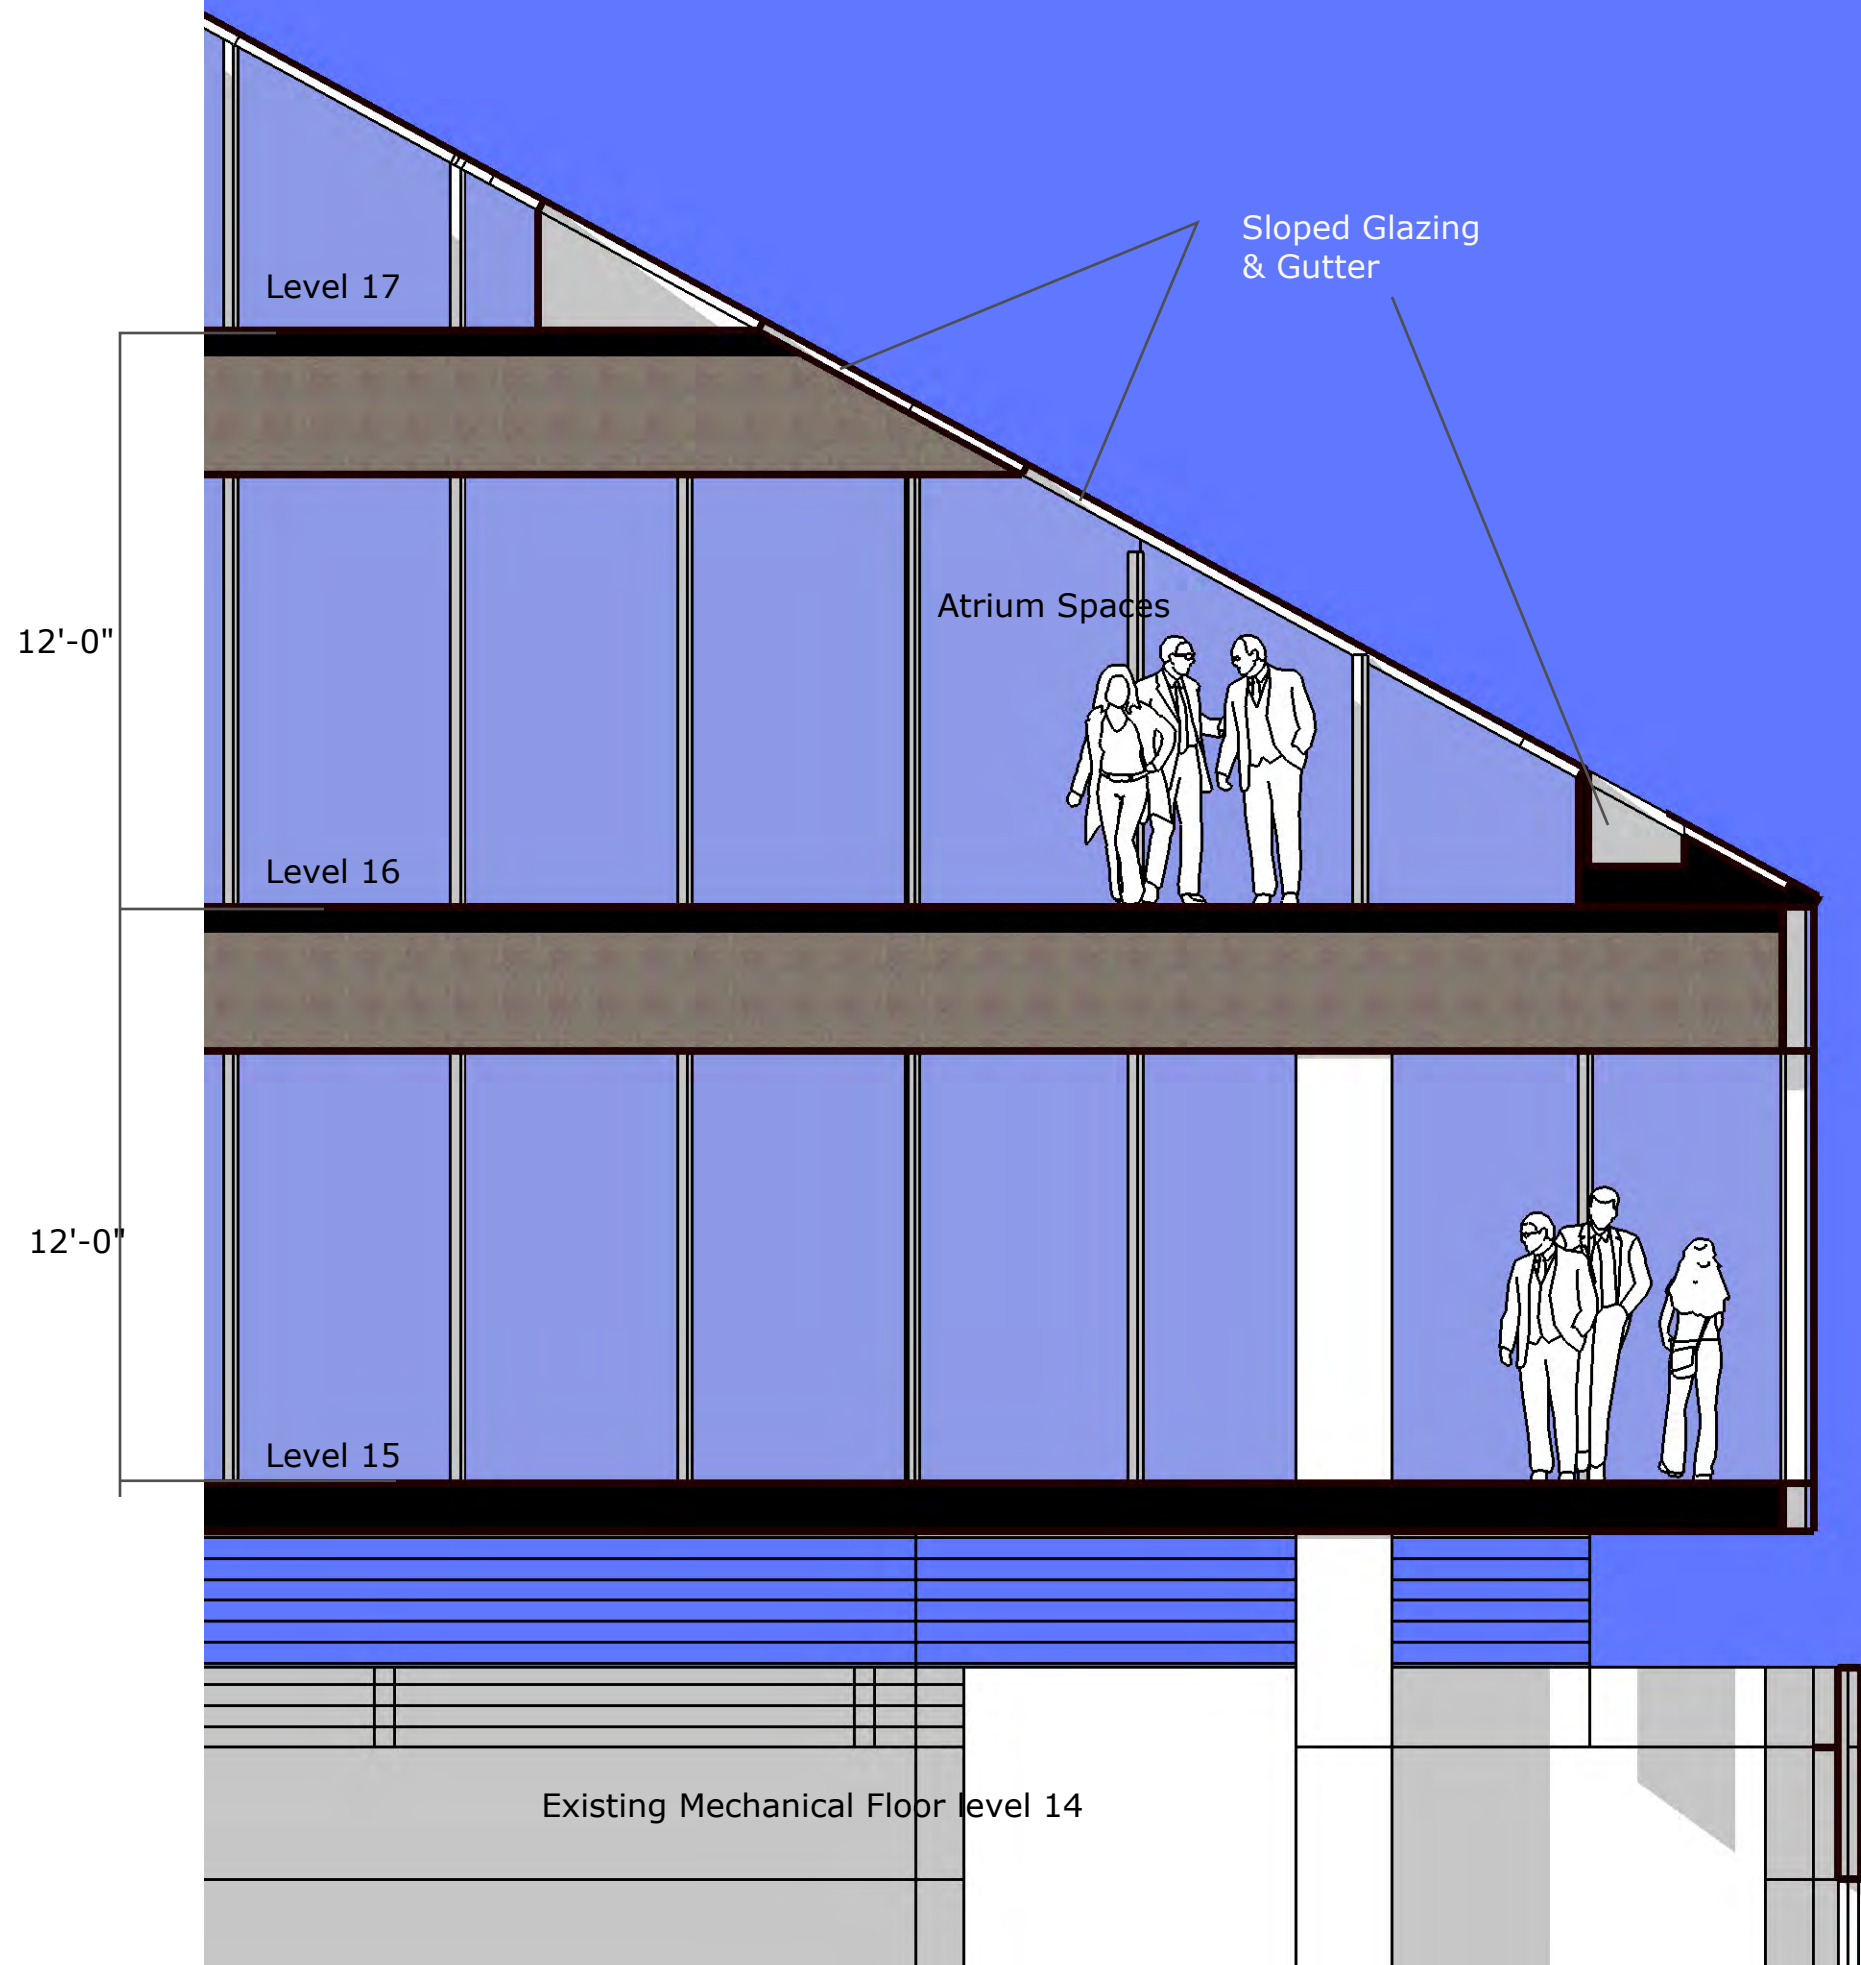 Sloped Glazing
& Gutter
Level 17
Atrium Spaces
12'-0"
Level 16
12'-0"
Level 15
Existing Mechanical Floor level 14